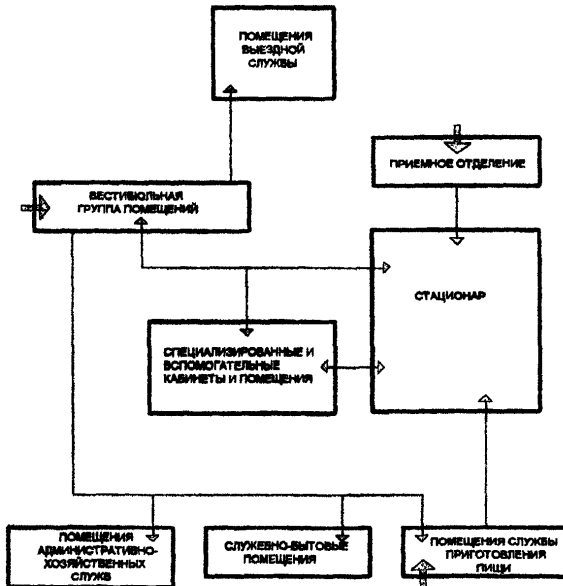 ПОМЕЩЕНИЯ
ВЫЕЗДНОЙ
СЛУЖБЫ
ПРИЕМНОЕ ОТДЕЛЕНИЕ
ВЕСТИБЮЛЬНАЯ
ГРУППА ПОМЕЩЕНИЙ
СТАЦИОНАР
СПЕЦИАЛИЗИРОВАННЫЕ И
ВСПОМОГАТЕЛЬНЫЕ
КАБИНЕТЫ И ПОМЕЩЕНИЯ
ПОМЕЩЕНИЯ
АДМИНИСТРАТИВНО-
ХОЗЯЙСТВЕННЫХ
СЛУЖБ
СЛУЖЕБНО-БЫТОВЫЕ
ПОМЕЩЕНИЯ
ПОМЕЩЕНИЯ СЛУЖБЫ
ПРИГОТОВЛЕНИЯ
ПИЩИ